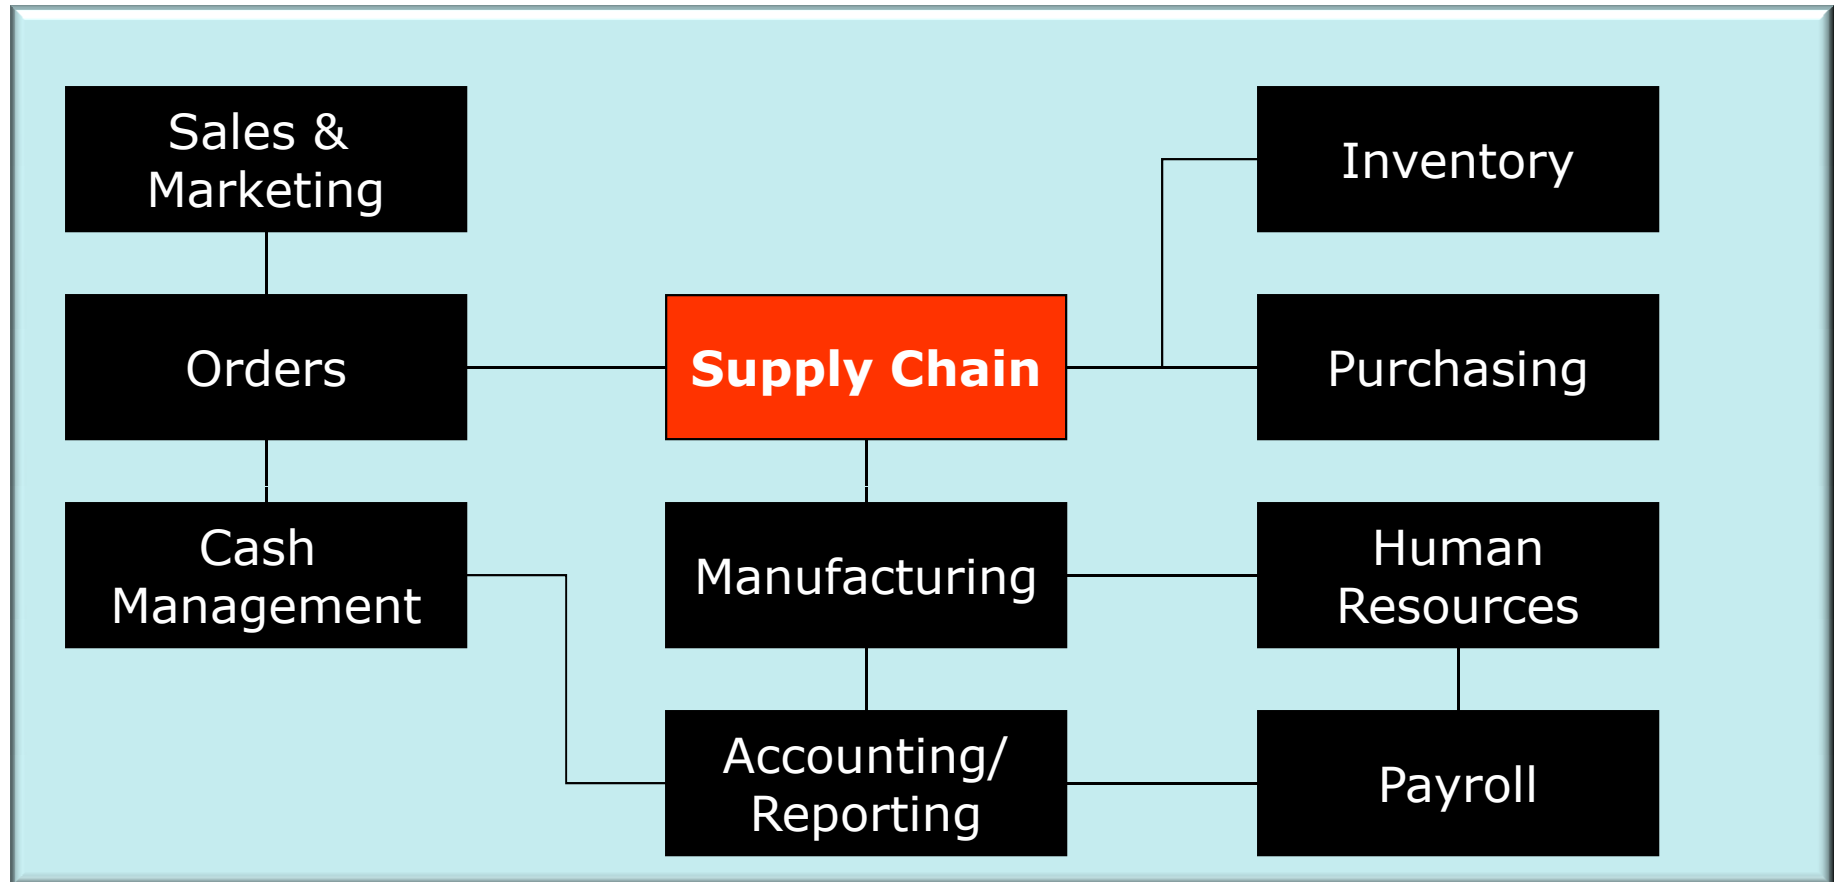 Sales &
Marketing
Inventory
Orders
Supply Chain
Purchasing
Cash
Management
Manufacturing
Human
Resources
Accounting/
Reporting
Payroll